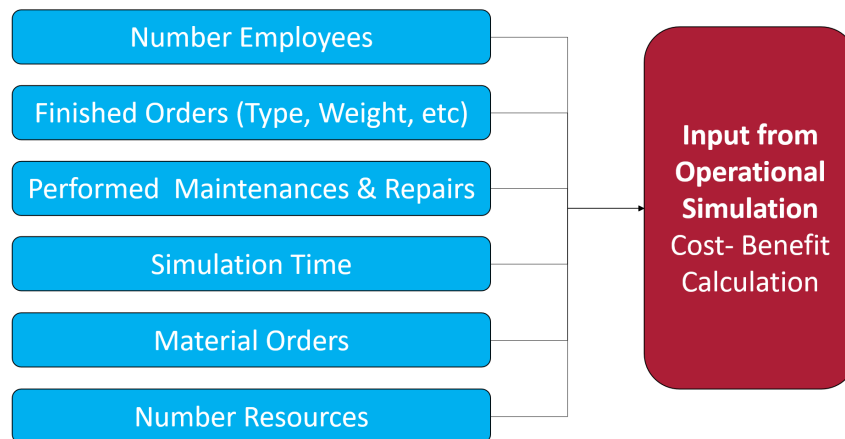 Number Employees
Finished Orders (Type, Weight, etc)
Performed Maintenances & Repairs
Simulation Time
Material Orders
Number Resources
Input from
Operational
Simulation
Cost- Benefit
Calculation